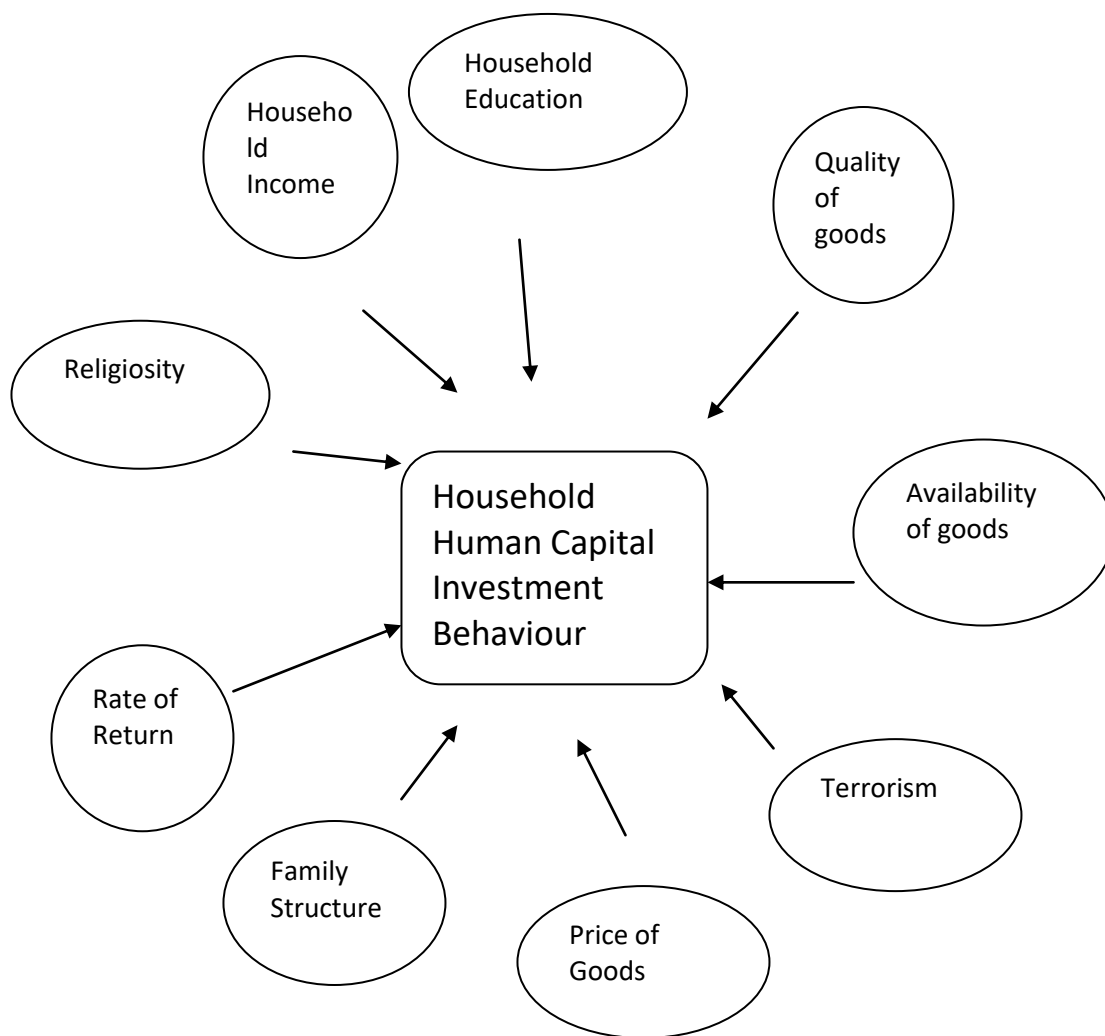 Household
Education
Househo
ld
Income
Quality
of
goods
Religiosity
Availability
of goods
Household
Human Capital
Investment
Behaviour
Rate of
Return
Terrorism
Family
Structure
Price of
Goods